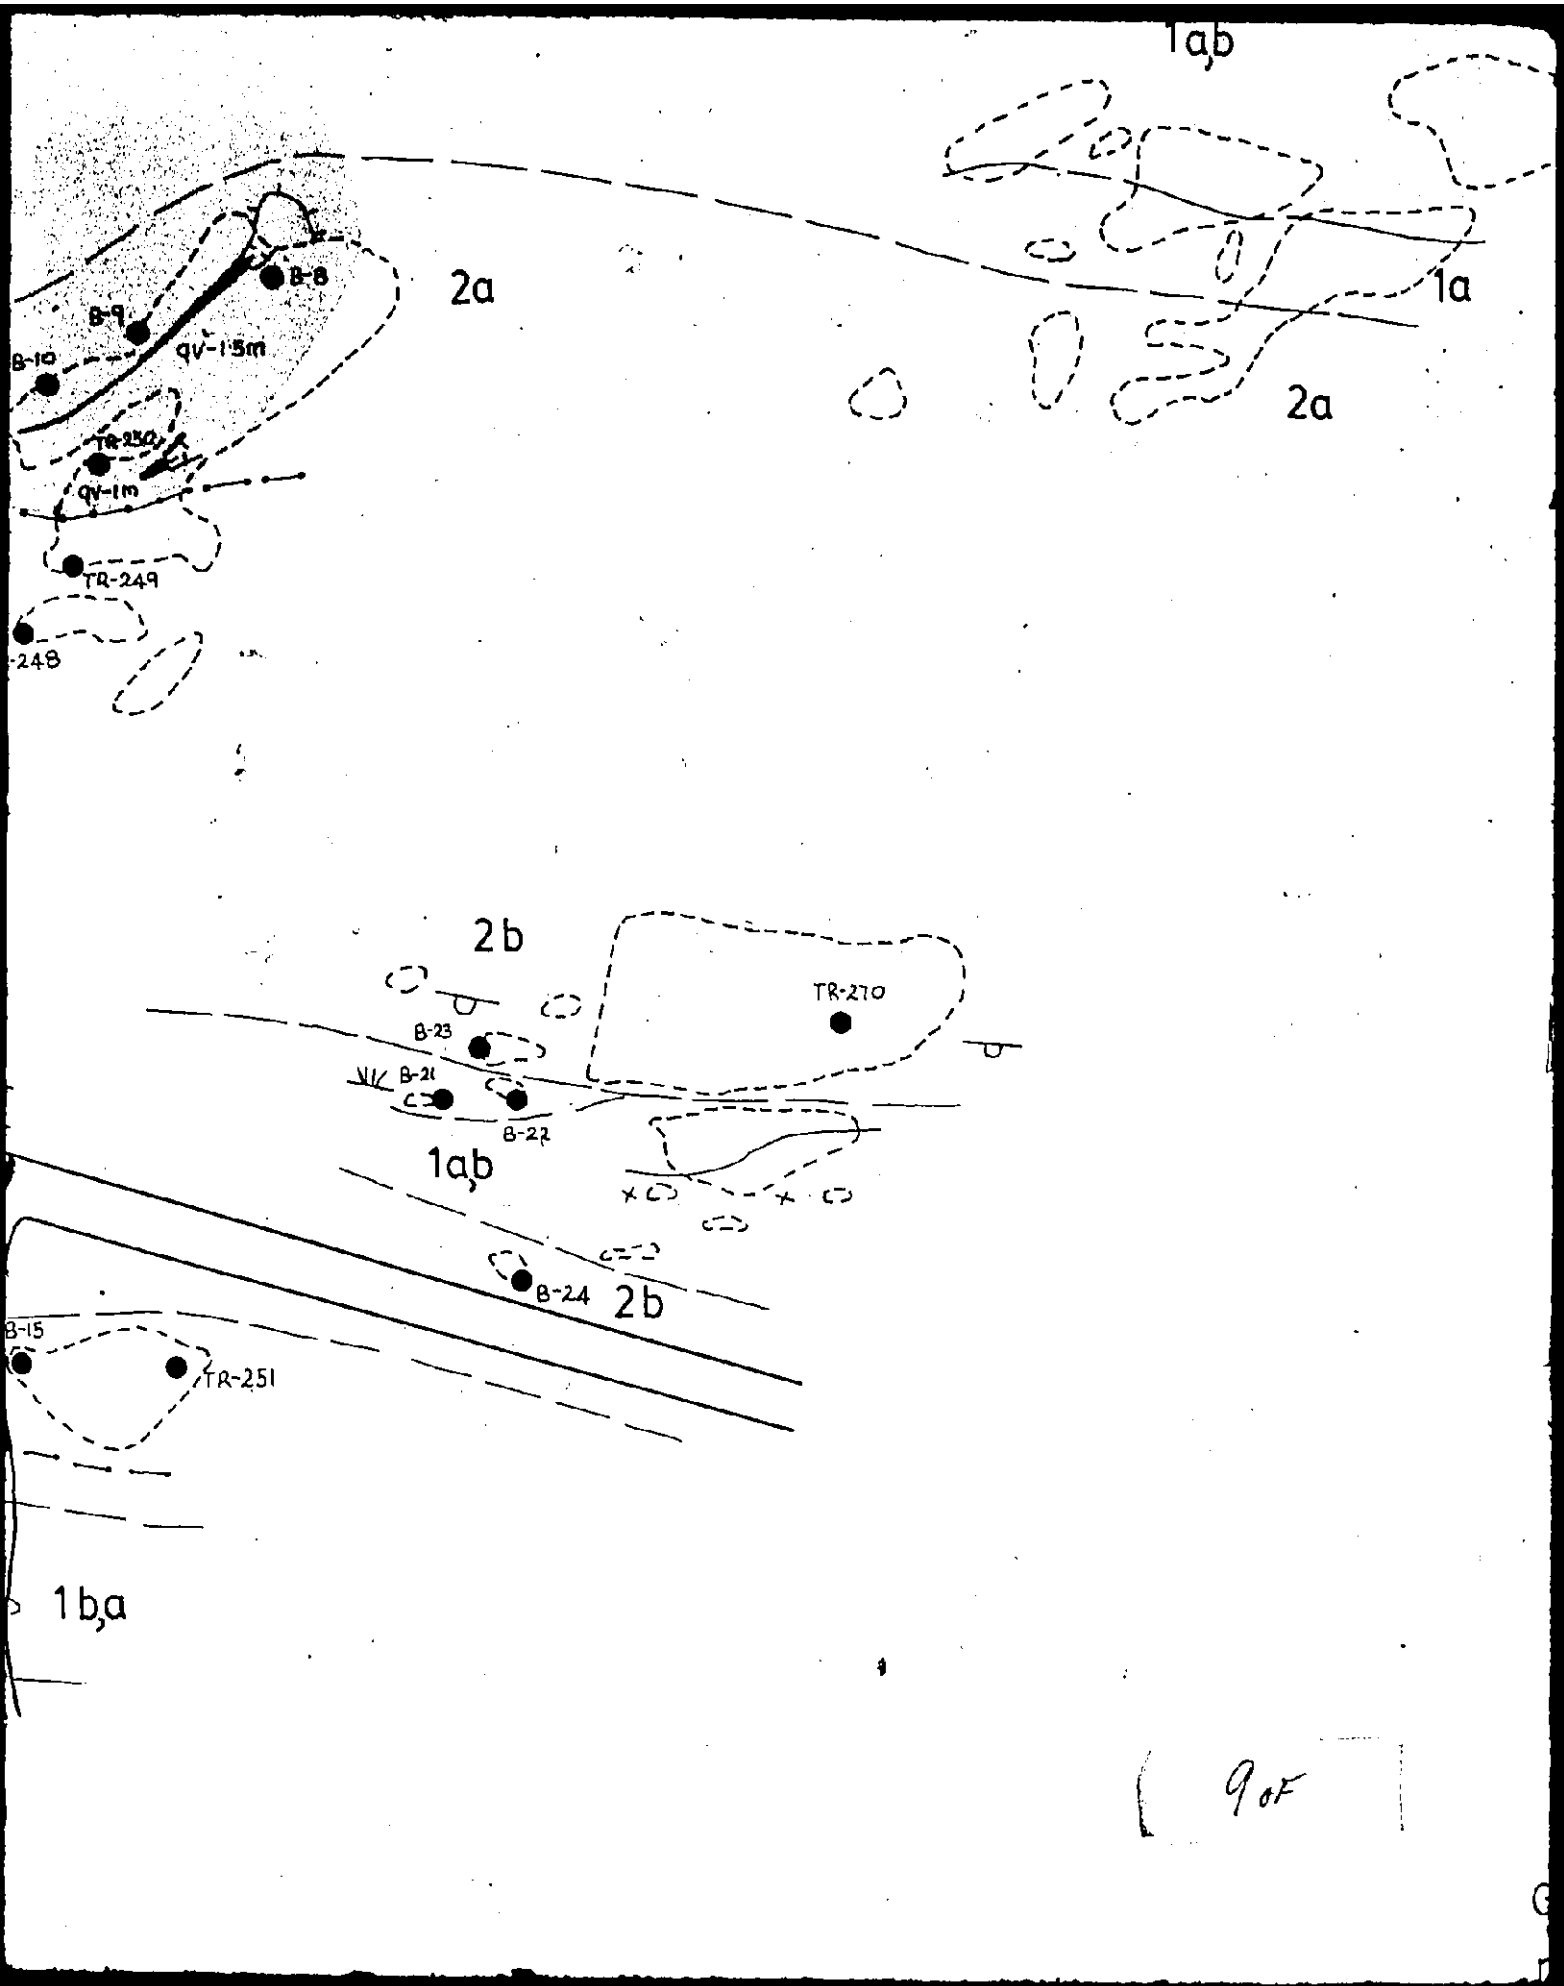 1a,b
B-8
2a
1a
B-9
qv-1.5m
B-10
2a
TR-250
qv-1m
TR-249
-248
2b
TR-270
B-23
B-21
B-22
1a,b
B-24
2b
B-15
TR-251
1b,a
9 OF